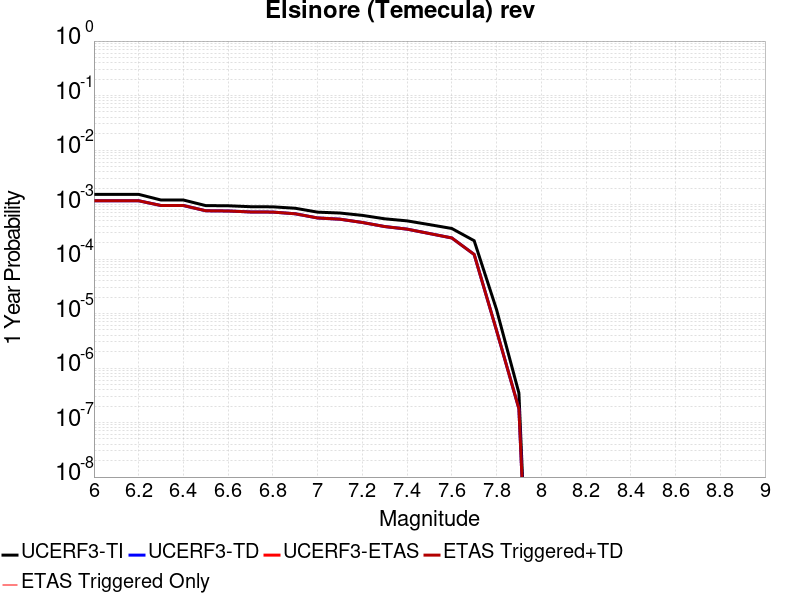 Elsinore (Temecula) rev
10^0
10^-1
10^-2
10^-3
10^-4
10^-5
10^-6
10^-7
10^-8
1 Year Probability
6 6.2 6.4 6.6 6.8 7 7.2 7.4 7.6 7.8 8 8.2 8.4 8.6 8.8 9
Magnitude
UCERF3-TI UCERF3-TD UCERF3-ETAS ETAS Triggered+TD
ETAS Triggered Only